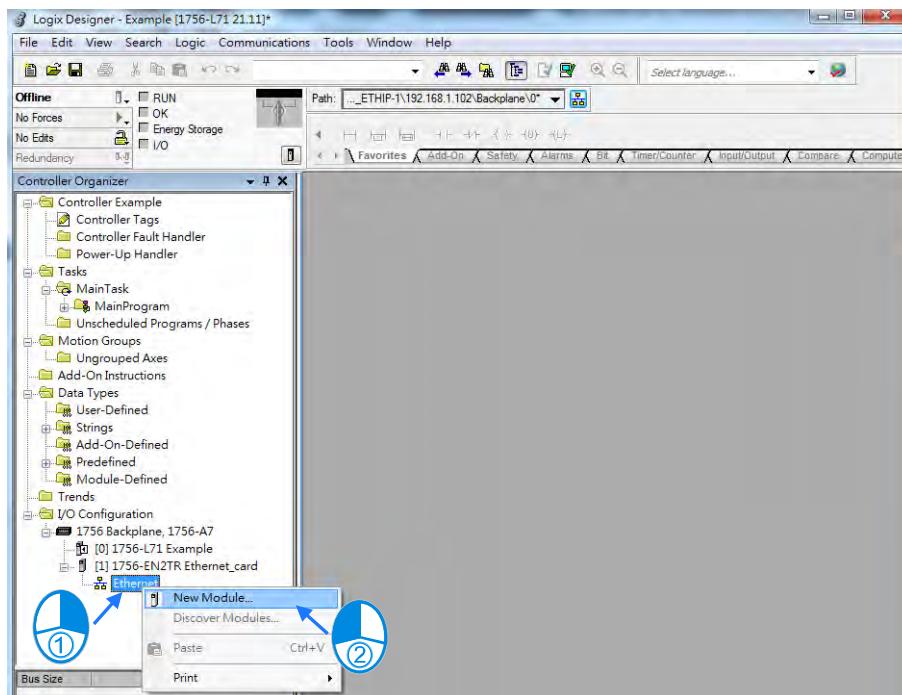 Logix Designer - Example [1756-L71 21.11]*
File Edit View Search Logic Communications Tools Window Help
Select language...
Offline
RUN
Path: ..._ETHIP-1\192.168.1.102\Backplane\0*
No Forces
OK
Energy Storage
No Edits
I/O
Redundancy
Favorites Add-On Safety Alarms Bit Timer/Counter Input/Output Compare Compute
Controller Organizer
Controller Example
Controller Tags
Controller Fault Handler
Power-Up Handler
Tasks
MainTask
MainProgram
Unscheduled Programs / Phases
Motion Groups
Ungrouped Axes
Add-On Instructions
Data Types
User-Defined
Strings
Add-On-Defined
Predefined
Module-Defined
Trends
I/O Configuration
1756 Backplane, 1756-A7
[0] 1756-L71 Example
[1] 1756-EN2TR Ethernet_card
Ethernet
New Module...
Discover Modules...
Paste Ctrl+V
Print
1
2
Bus Size